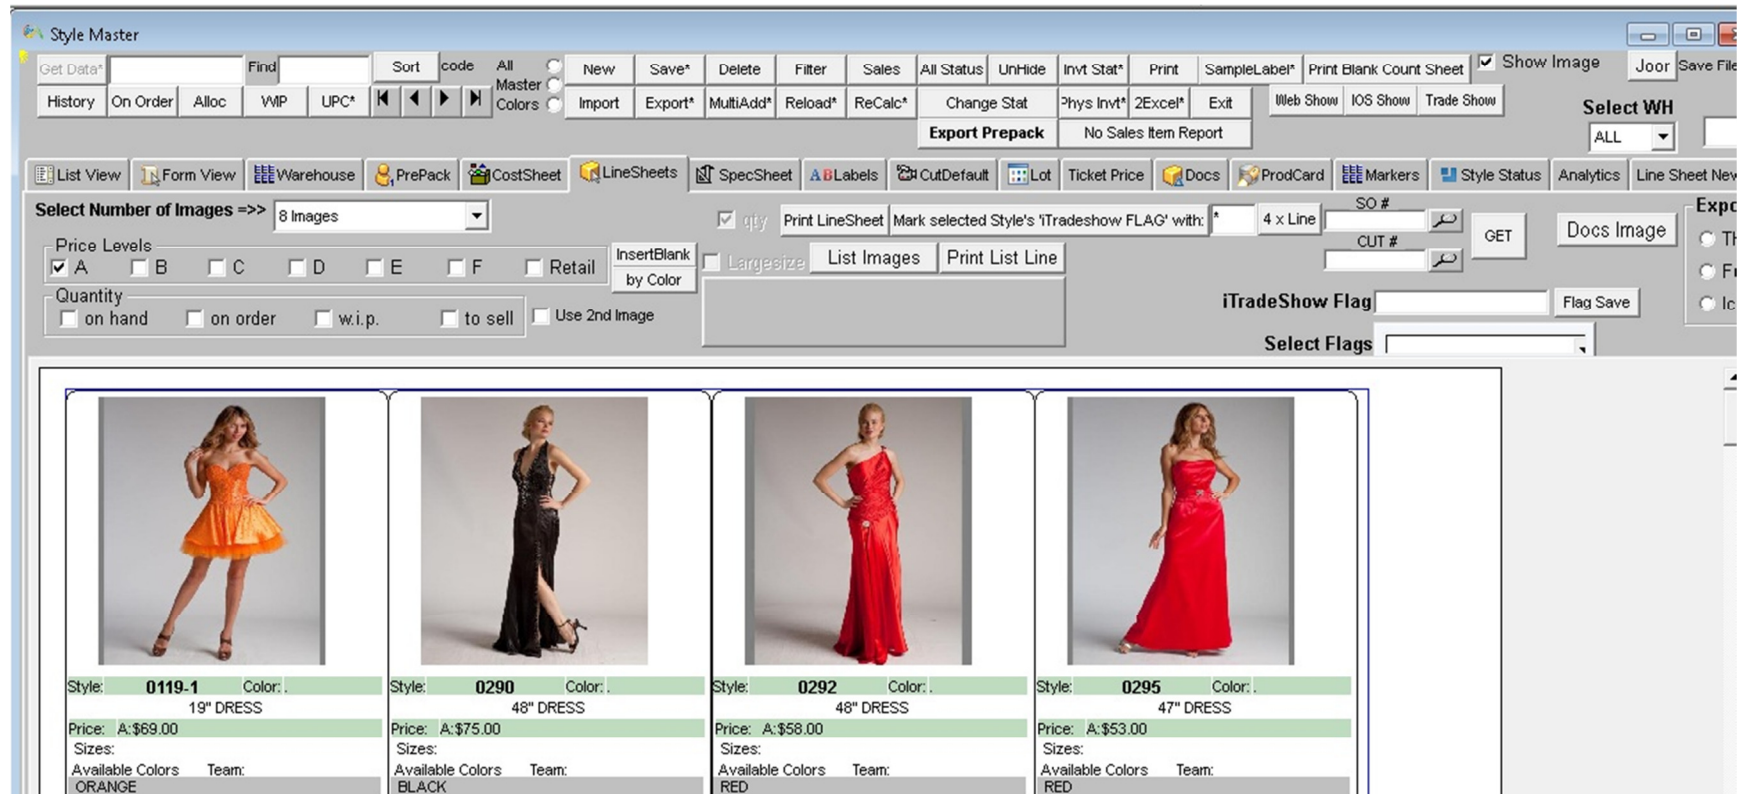 Style Master
Get Data* Find Sort code All New Save* Delete Filter Sales All Status UnHide Invt Stat* Print SampleLabel* Print Blank Count Sheet Show Image Joor Save File
Master
History On Order Alloc WIP UPC* Colors Import Export* MultiAdd* Reload* ReCalc* Change Stat Phys Invt* 2Excel* Exit Web Show IOS Show Trade Show Select WH
Export Prepack No Sales Item Report ALL
List View Form View Warehouse PrePack CostSheet LineSheets SpecSheet ABLabels CutDefault Lot Ticket Price Docs ProdCard Markers Style Status Analytics Line Sheet New
Select Number of Images =>> 8 Images qty Print LineSheet Mark selected Style's 'iTradeshow FLAG' with: * 4 x Line SO # GET Docs Image
Price Levels InsertBlank CUT #
A B C D E F Retail Largesize List Images Print List Line
by Color
Quantity iTradeShow Flag Flag Save
on hand on order w.i.p. to sell Use 2nd Image
Select Flags
Style: 0119-1 Color: . Style: 0290 Color: . Style: 0292 Color: . Style: 0295 Color: .
19" DRESS 48" DRESS 48" DRESS 47" DRESS
Price: A:$69.00 Price: A:$75.00 Price: A:$58.00 Price: A:$53.00
Sizes: Sizes: Sizes: Sizes:
Available Colors Team: Available Colors Team: Available Colors Team: Available Colors Team:
ORANGE BLACK RED RED